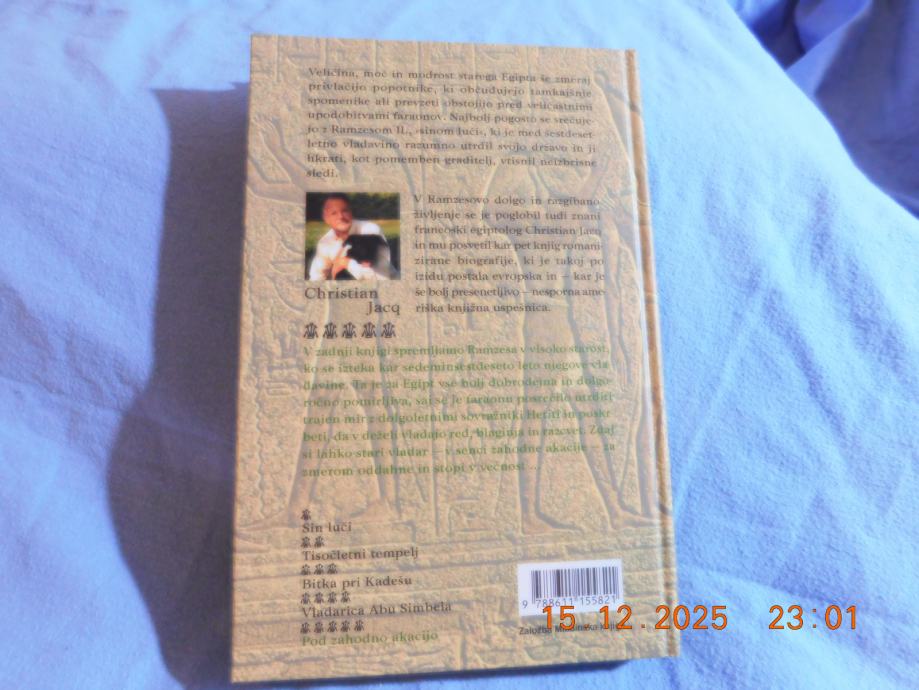 Veličina, moč in modrost starega Egipta še zmeraj
privlačijo popotnike, ki občudujejo tamkajšnje
spomenike ali prevzeti obstojijo pred veličastnimi
upodobitvami faraonov. Najbolj pogosto se srečuje-
jo z Ramzesom II., »sinom luči«, ki je med šestdeset-
letno vladavino razumno utrdil svojo državo in ji
hkrati, kot pomemben graditelj, vtisnil neizbrisne
sledi.
V Ramzesovo dolgo in razgibano
življenje se je poglobil tudi znani
francoski egiptolog Christian Jacq
in mu posvetil kar pet knjig romani-
zirane biografije, ki je takoj po
izidu postala evropska in – kar je
še bolj presenetljivo – nesporna ame-
riška knjižna uspešnica.
Christian
Jacq
V zadnji knjigi spremljamo Ramzesa v visoko starost,
ko se izteka kar sedeminšestdeseto leto njegove vla-
davine. Ta je za Egipt vse bolj dobrodejna in dolgo-
ročno pomirljiva, saj se je faraonu posrečilo utrditi
trajen mir z dolgoletnimi sovražniki Hetiti in poskr-
beti, da v deželi vladajo red, blaginja in razcvet. Zdaj
si lahko stari vladar – v senci zahodne akacije – za
zmerom oddahne in stopi v večnost ...
Sin luči
Tisočletni tempelj
Bitka pri Kadešu
Vladarica Abu Simbela
Pod zahodno akacijo
9 788611 155821
Založba Mladinska knjiga
15.12.2025 23:01